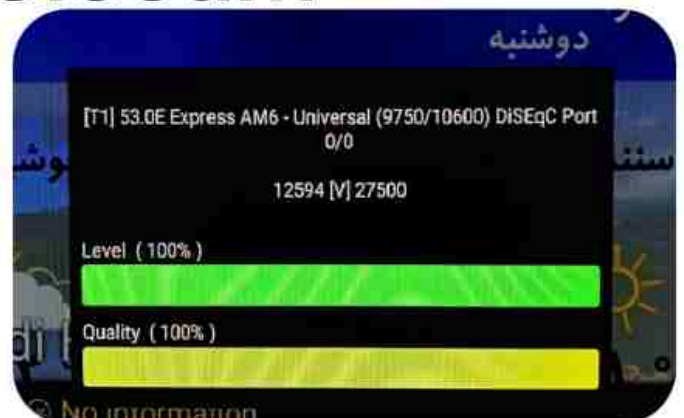 دوشنبه
[T1] 53.0E Express AM6 - Universal (9750/10600) DiSEqC Port
0/0
12594 [V] 27500
Level ( 100% )
Quality ( 100% )
No information